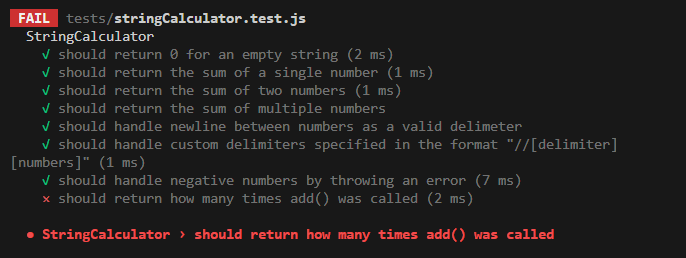 FAIL tests/stringCalculator.test.js
StringCalculator
√ should return 0 for an empty string (2 ms)
√ should return the sum of a single number (1 ms)
√ should return the sum of two numbers (1 ms)
√ should return the sum of multiple numbers
√ should handle newline between numbers as a valid delimeter
√ should handle custom delimiters specified in the format "//[delimiter]
[numbers]" (1 ms)
√ should handle negative numbers by throwing an error (7 ms)
× should return how many times add() was called (2 ms)
● StringCalculator › should return how many times add() was called